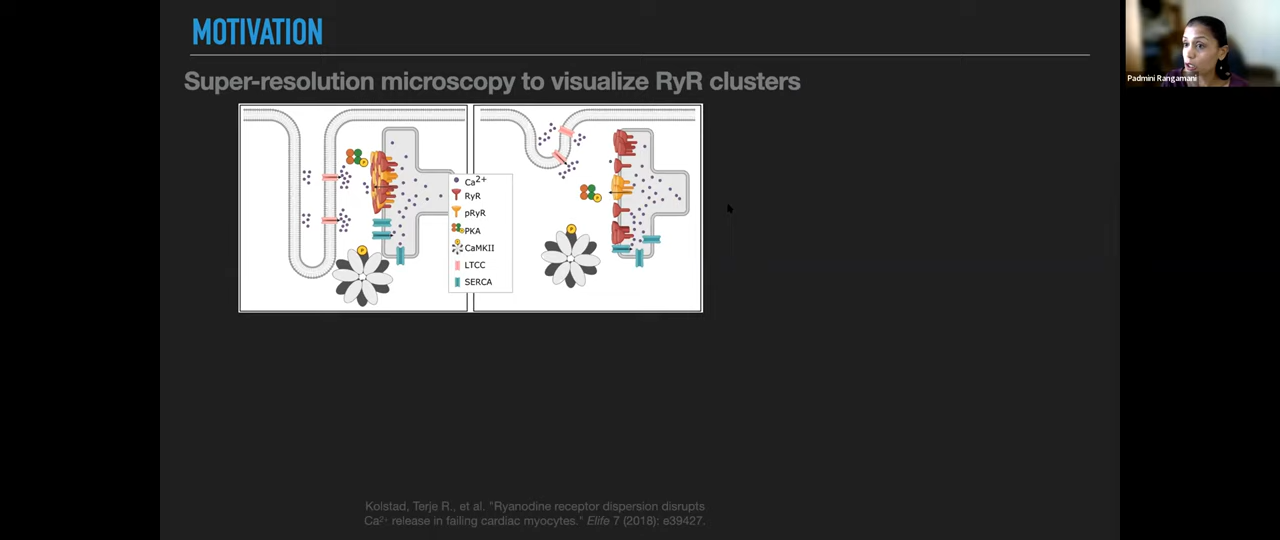 MOTIVATION
Padmini Rangamani
Super-resolution microscopy to visualize RyR clusters
P
P
Ca2+
RyR
pRyR
PKA
P
CaMKII
LTCC
SERCA
P
P
Kolstad, Terje R., et al. "Ryanodine receptor dispersion disrupts
Ca2+ release in failing cardiac myocytes." Elife 7 (2018): e39427.